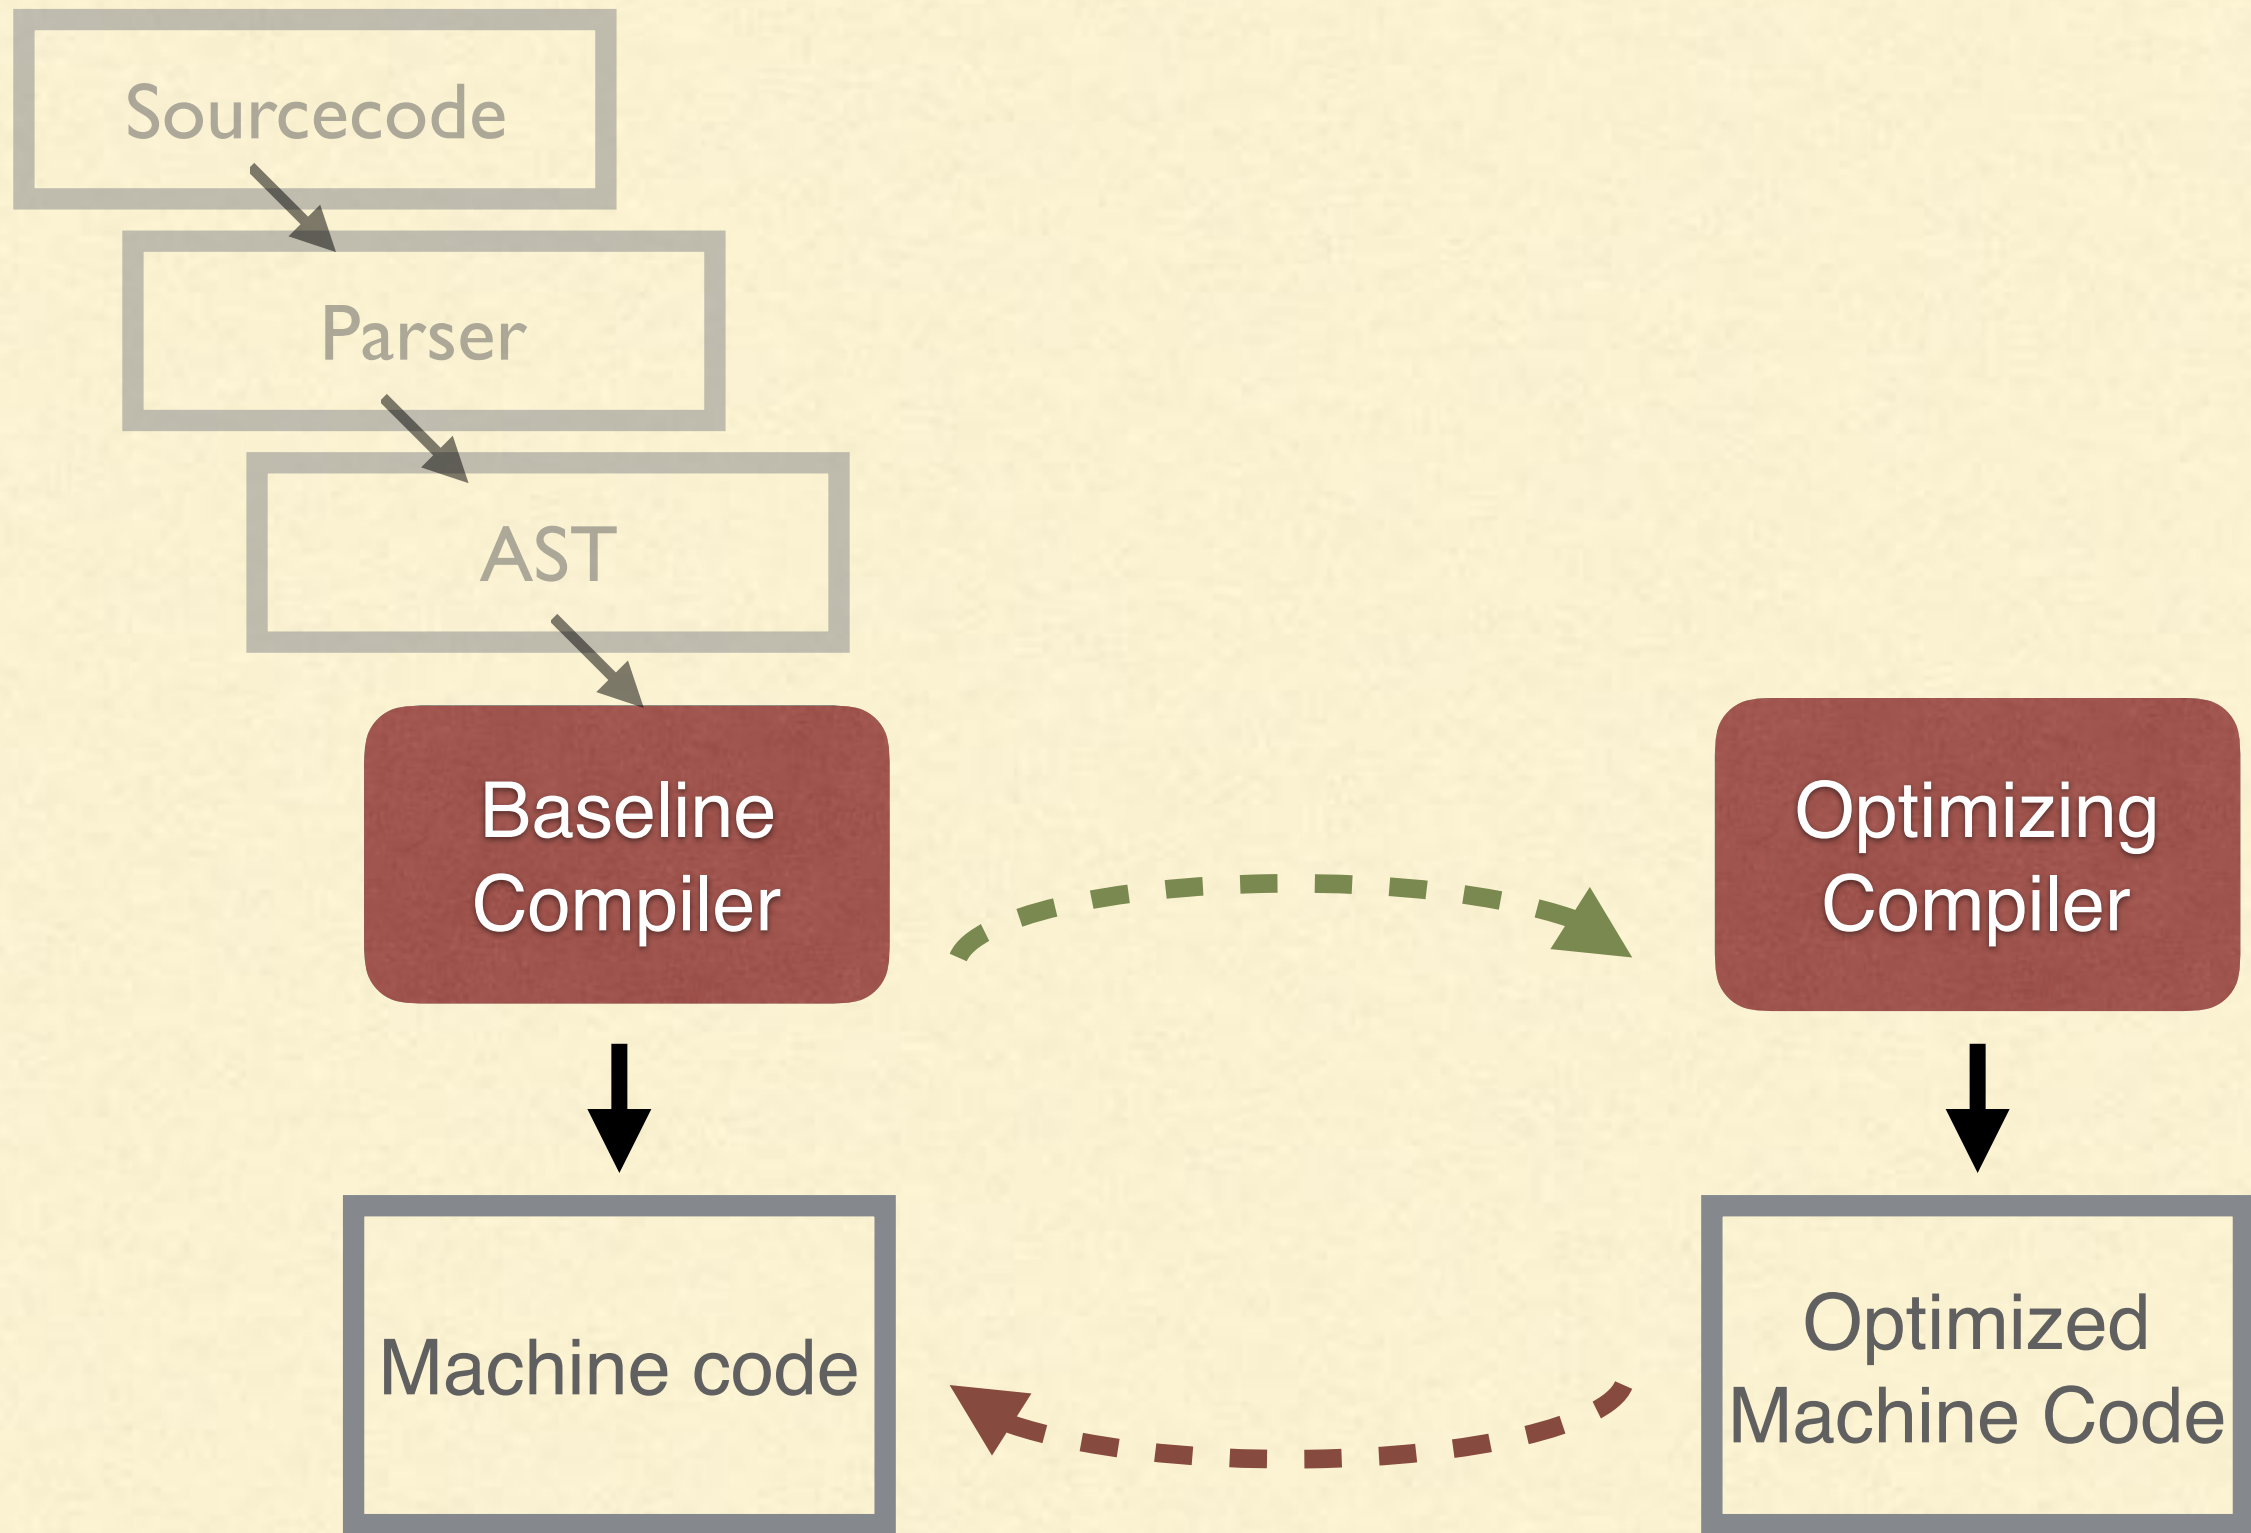 Sourcecode
Parser
AST
Baseline
Compiler
Optimizing
Compiler
Machine code
Optimized
Machine Code